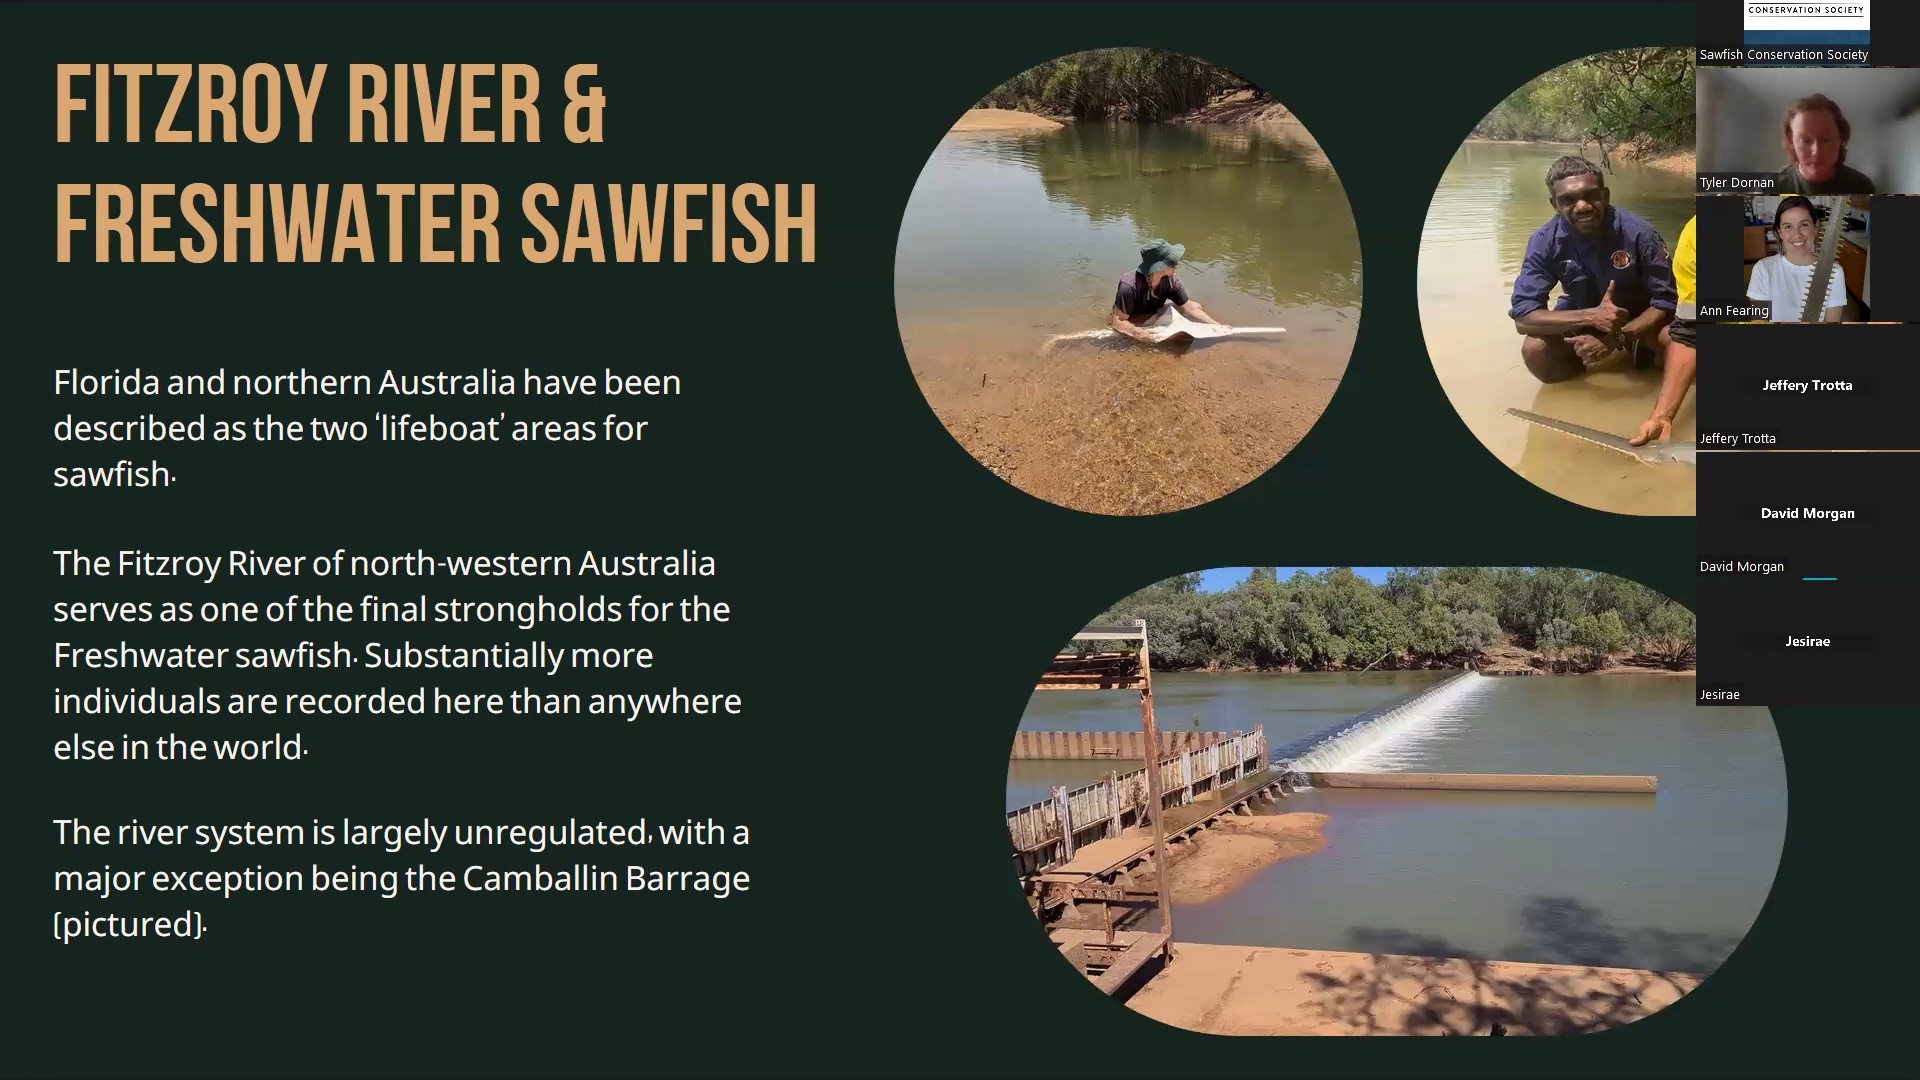 FITZROY RIVER &
FRESHWATER SAWFISH
Florida and northern Australia have been
described as the two ‘lifeboat’ areas for
sawfish.
The Fitzroy River of north-western Australia
serves as one of the final strongholds for the
Freshwater sawfish. Substantially more
individuals are recorded here than anywhere
else in the world.
The river system is largely unregulated, with a
major exception being the Camballin Barrage
(pictured).
CONSERVATION SOCIETY
Sawfish Conservation Society
Tyler Dornan
Ann Fearing
Jeffery Trotta
Jeffery Trotta
David Morgan
David Morgan
Jesirae
Jesirae